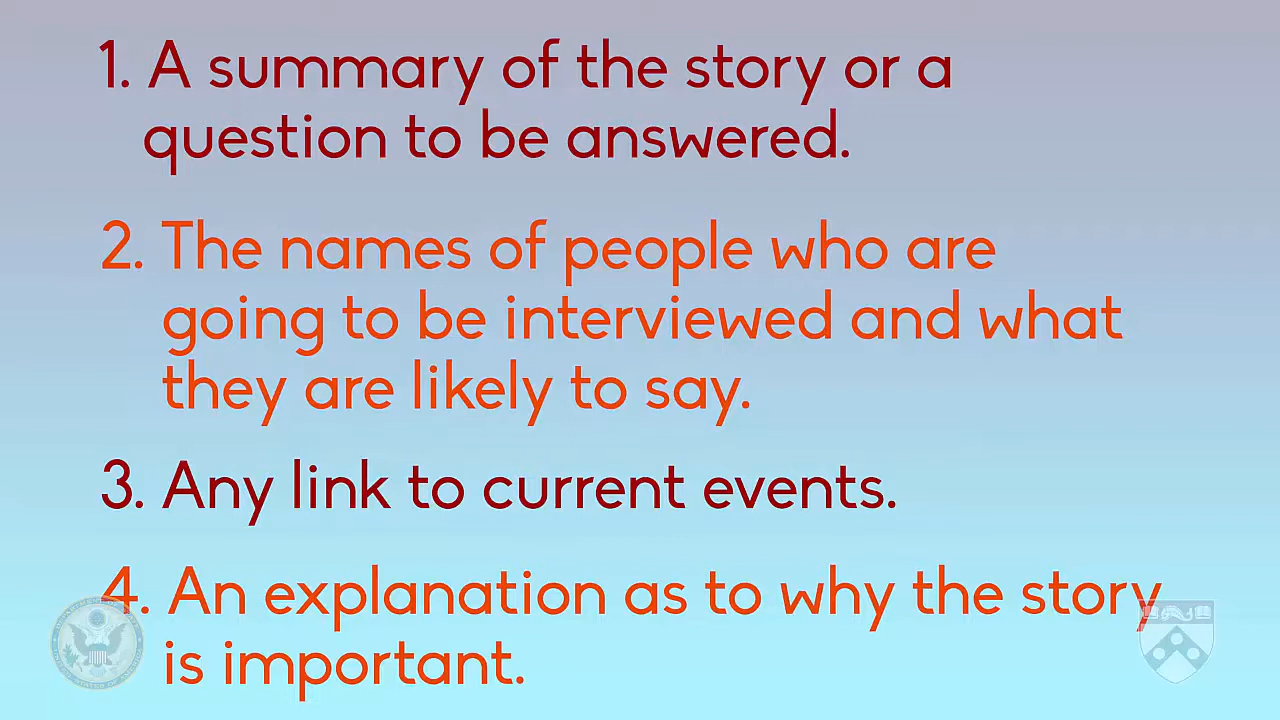 1. A summary of the story or a
question to be answered.
2. The names of people who are
going to be interviewed and what
they are likely to say.
3. Any link to current events.
4. An explanation as to why the story
is important.